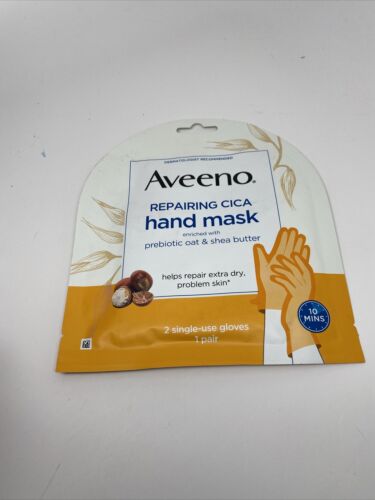 DERMATOLOGIST RECOMMENDED
Aveeno®
REPAIRING CICA
hand mask
enriched with
prebiotic oat & shea butter
helps repair extra dry,
problem skin*
10
MINS
2 single-use gloves
1 pair